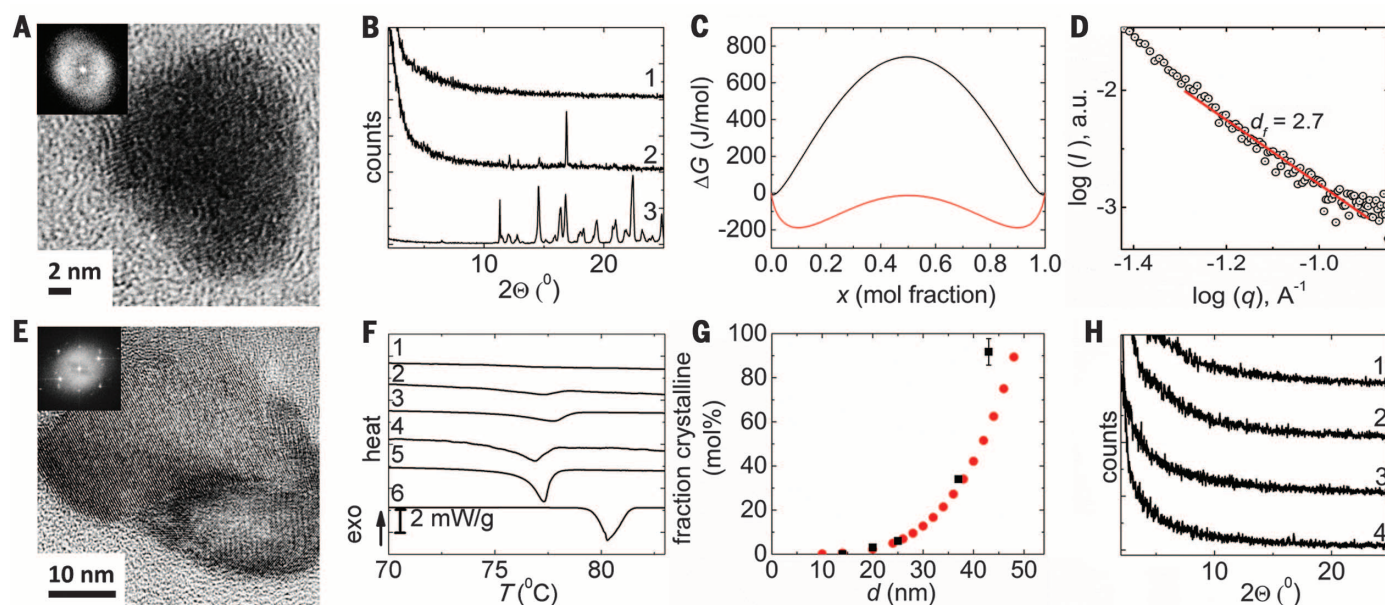 A
2 nm
B
counts
1
2
3
10
20
2Θ (⁰)
C
ΔG (J/mol)
800
600
400
200
0
-200
0.0
0.2
0.4
0.6
0.8
1.0
x (mol fraction)
D
log (I), a.u.
-2
-3
d_f = 2.7
-1.4
-1.2
-1.0
log (q), A⁻¹
E
10 nm
F
heat
exo
1
2
3
4
5
6
2 mW/g
70
75
80
T (⁰C)
G
fraction crystalline
(mol%)
100
80
60
40
20
0
0
10
20
30
40
50
d (nm)
H
counts
1
2
3
4
10
20
2Θ (⁰)